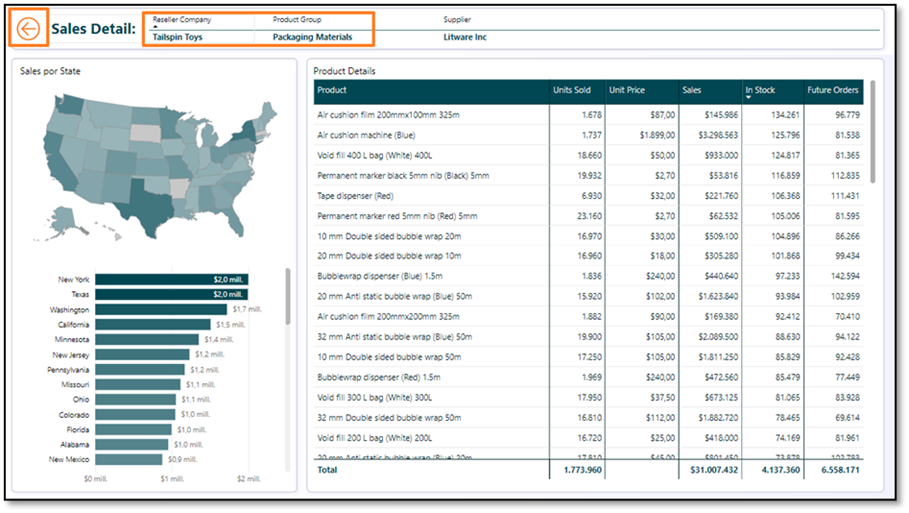 Sales Detail:
Reseller Company Product Group Supplier
Tailspin Toys Packaging Materials Litware Inc
Sales por State
New York $2,0 mill.
Texas $2,0 mill.
Washington $1,7 mill.
California $1,5 mill.
Minnesota $1,4 mill.
New Jersey $1,2 mill.
Pennsylvania $1,2 mill.
Missouri $1,1 mill.
Ohio $1,1 mill.
Colorado $1,0 mill.
Florida $1,0 mill.
Alabama $1,0 mill.
New Mexico $0,9 mill.
$0 mill. $1 mill. $2 mill.
Product Details
Product Units Sold Unit Price Sales In Stock Future Orders
Air cushion film 200mmx100mm 325m 1.678 $87,00 $145.986 134.261 96.779
Air cushion machine (Blue) 1.737 $1.899,00 $3.298.563 125.796 81.538
Void fill 400 L bag (White) 400L 18.660 $50,00 $933.000 124.817 81.365
Permanent marker black 5mm nib (Black) 5mm 19.932 $2,70 $53.816 116.859 112.835
Tape dispenser (Red) 6.930 $32,00 $221.760 106.368 111.431
Permanent marker red 5mm nib (Red) 5mm 23.160 $2,70 $62.532 105.006 81.595
10 mm Double sided bubble wrap 20m 16.970 $30,00 $509.100 104.896 86.266
20 mm Double sided bubble wrap 10m 16.960 $18,00 $305.280 101.868 99.434
Bubblewrap dispenser (Blue) 1.5m 1.836 $240,00 $440.640 97.233 142.594
20 mm Anti static bubble wrap (Blue) 50m 15.920 $102,00 $1.623.840 93.984 102.959
Air cushion film 200mmx200mm 325m 1.882 $90,00 $169.380 92.412 70.410
32 mm Anti static bubble wrap (Blue) 50m 19.900 $105,00 $2.089.500 88.630 94.122
10 mm Double sided bubble wrap 50m 17.250 $105,00 $1.811.250 85.829 92.428
Bubblewrap dispenser (Red) 1.5m 1.969 $240,00 $472.560 85.479 77.449
Void fill 300 L bag (White) 300L 17.950 $37,50 $673.125 81.065 83.928
32 mm Double sided bubble wrap 50m 16.810 $112,00 $1.882.720 78.465 69.614
Void fill 200 L bag (White) 200L 16.720 $25,00 $418.000 74.169 81.961
20 mm Anti static bubble wrap (Blue) 20m 17.810 $45,00 $801.450 73.878
Total 1.773.960 $31.007.432 4.137.360 6.558.171